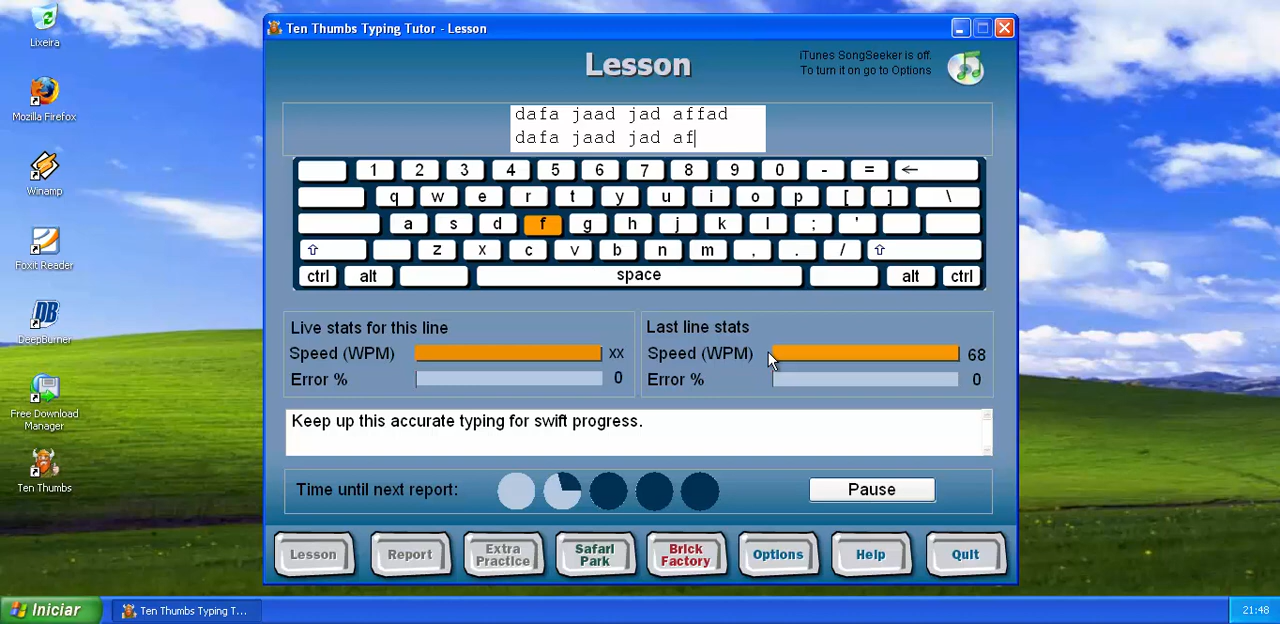 Lixeira
Mozilla Firefox
Winamp
Foxit Reader
DeepBurner
Free Download
Manager
Ten Thumbs
Ten Thumbs Typing Tutor - Lesson
Lesson
iTunes SongSeeker is off.
To turn it on go to Options
dafa jaad jad affad
dafa jaad jad af
1 2 3 4 5 6 7 8 9 0 - = ←
q w e r t y u i o p [ ] \
a s d f g h j k l ; '
⇧ z x c v b n m , . / ⇧
ctrl alt space alt ctrl
Live stats for this line
Speed (WPM) xx
Error % 0
Last line stats
Speed (WPM) 68
Error % 0
Keep up this accurate typing for swift progress.
Time until next report:
Pause
Lesson
Report
Extra
Practice
Safari
Park
Brick
Factory
Options
Help
Quit
Iniciar
Ten Thumbs Typing T...
21:48